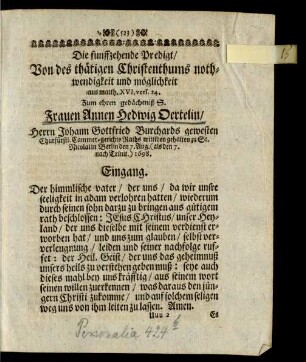 (523)
Die funffzehende Predigt/
Von des thätigen Christenthums noth-
wendigkeit und möglichkeit
aus matth. XVI, vers. 24.
Zum ehren gedächtniß S.
Frauen Annen Hedwig Oertelin/
Herrn Johann Gottfried Burchards gewesten
Churfürstl. Cammer-gerichts Raths wittiben gehalten zu St.
Nicolai in Berlin den 7. Aug. (als den 7.
nach Trinit.) 1698.
Eingang.
Der himmlische vater/ der uns/ da wir unsre
seeligkeit in adam verlohren hatten/ wiederum
durch seinen sohn darzu zu bringen aus gütigem
rath beschlossen: JEsus CHristus/ unser Hey-
land/ der uns dieselbe mit seinem verdienst er-
worben hat/ und uns zum glauben/ selbst ver-
verleugnung/ leiden und seiner nachfolge ruf-
fet: der Heil. Geist/ der uns das geheimnüß
unsers heils zu verstehen geben muß: seye auch
dieses mahl bey uns kräfftig/ aus seinem wort
seinen willen zuerkennen/ was daraus den jün-
gern Christi zukomme/ und auf solchem seligen
weg uns von ihm leiten zu lassen. Amen.
Uuu 2 Es
Personalia 424